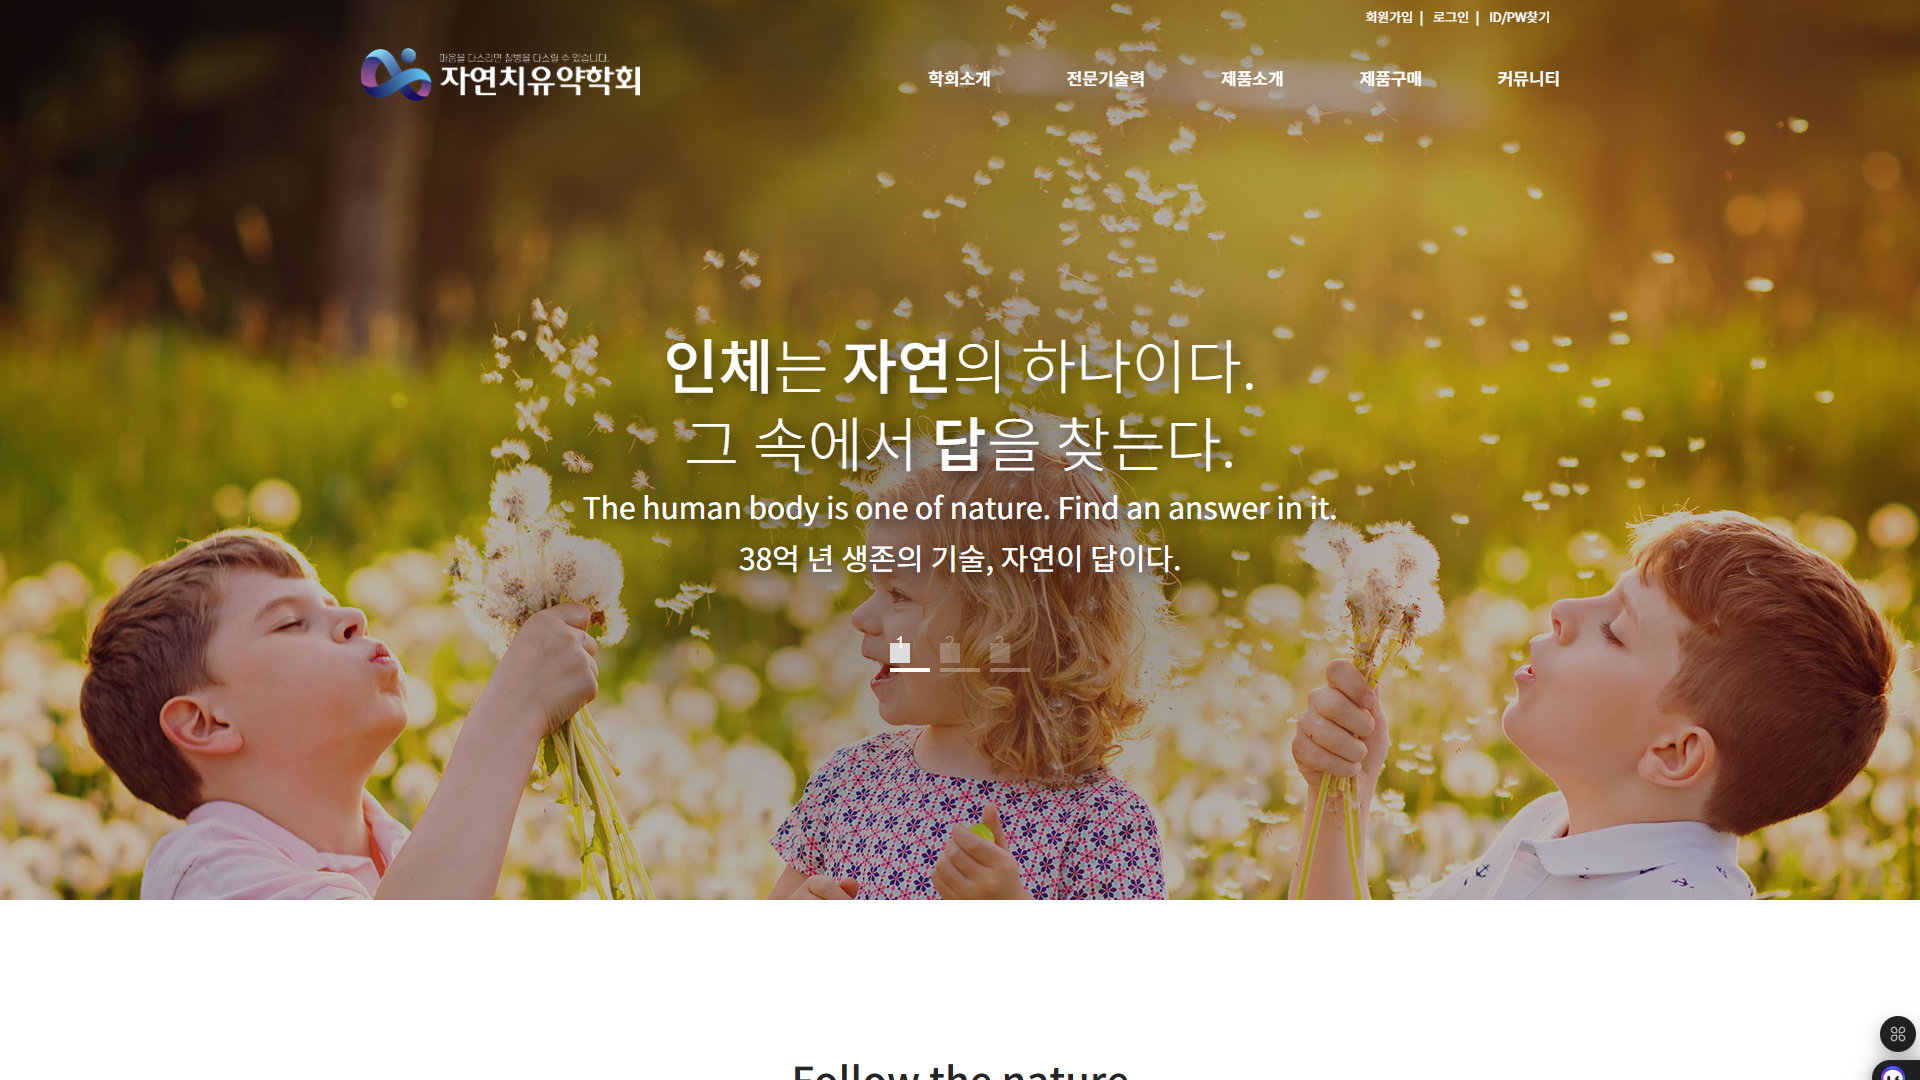 회원가입 | 로그인 | ID/PW찾기
마음을 다스리면 질병을 다스릴 수 있습니다.
자연치유약학회
학회소개 전문기술력 제품소개 제품구매 커뮤니티
인체는 자연의 하나이다.
그 속에서 답을 찾는다.
The human body is one of nature. Find an answer in it.
38억 년 생존의 기술, 자연이 답이다.
1 2 3
Follow the nature